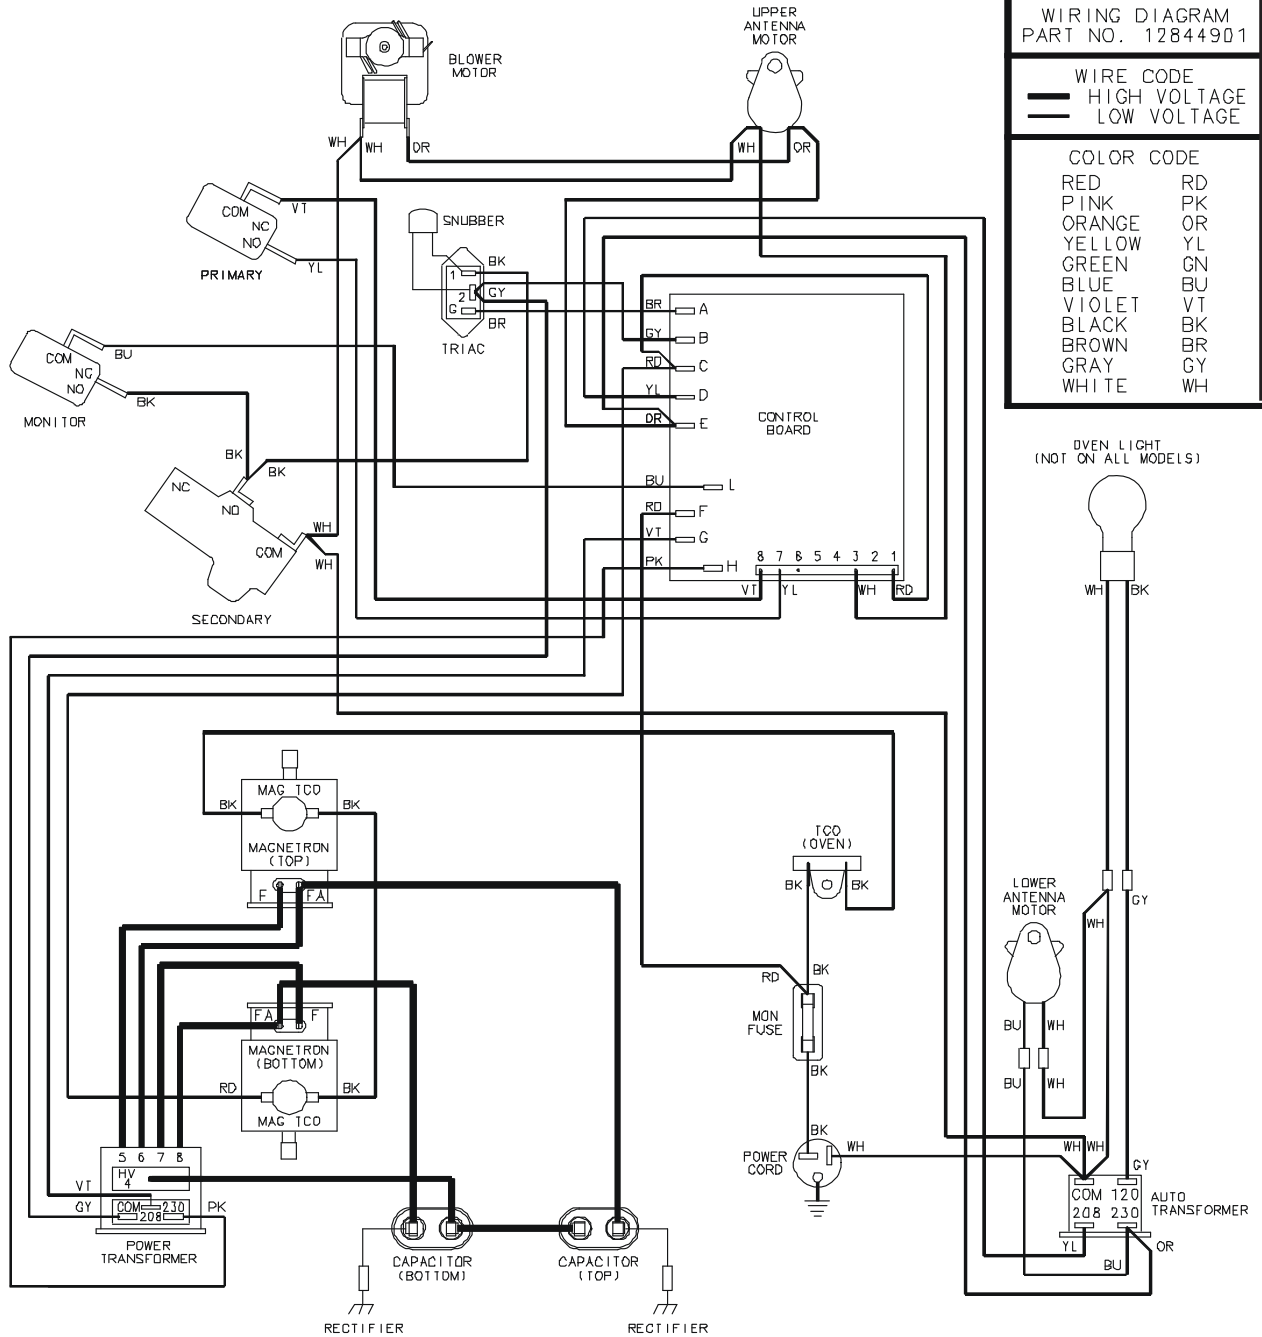 WIRING DIAGRAM
PART NO. 12844901
WIRE CODE
HIGH VOLTAGE
LOW VOLTAGE
COLOR CODE
RED RD
PINK PK
ORANGE OR
YELLOW YL
GREEN GN
BLUE BU
VIOLET VT
BLACK BK
BROWN BR
GRAY GY
WHITE WH
BLOWER
MOTOR
UPPER
ANTENNA
MOTOR
WH
WH
OR
WH
OR
COM
NC
NO
VT
YL
PRIMARY
SNUBBER
1
2
G
BK
GY
BR
TRIAC
COM
NC
NO
BU
BK
MONITOR
BK
BK
NC
NO
COM
WH
WH
SECONDARY
BR A
GY B
RD C
YL D
OR E
BU L
RD F
VT G
PK H
CONTROL
BOARD
8 7 6 5 4 3 2 1
VT YL WH RD
OVEN LIGHT
(NOT ON ALL MODELS)
WH BK
GY
WH
MAG TCO
BK
BK
MAGNETRON
(TOP)
F FA
FA F
MAGNETRON
(BOTTOM)
RD
BK
MAG TCO
TCO
(OVEN)
BK
BK
RD
BK
MON
FUSE
BK
BK
POWER
CORD
WH
LOWER
ANTENNA
MOTOR
BU WH
BU WH
WH WH
GY
COM 120
208 230
AUTO
TRANSFORMER
YL
OR
BU
5 6 7 8
HV
4
VT
GY
COM 230
208
PK
POWER
TRANSFORMER
CAPACITOR
(BOTTOM)
CAPACITOR
(TOP)
RECTIFIER
RECTIFIER